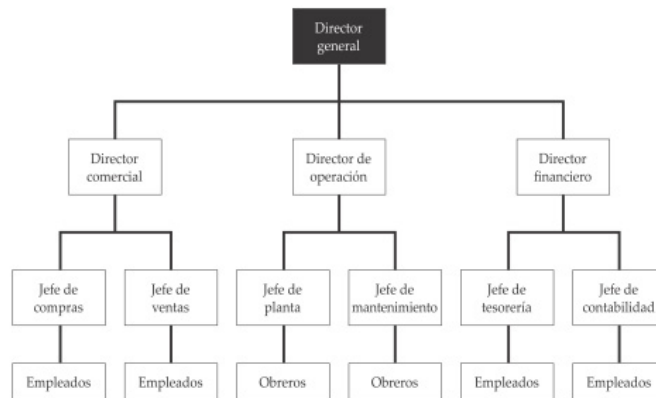 Director
general
Director
comercial
Director de
operación
Director
financiero
Jefe de
compras
Jefe de
ventas
Jefe de
planta
Jefe de
mantenimiento
Jefe de
tesorería
Jefe de
contabilidad
Empleados
Empleados
Obreros
Obreros
Empleados
Empleados